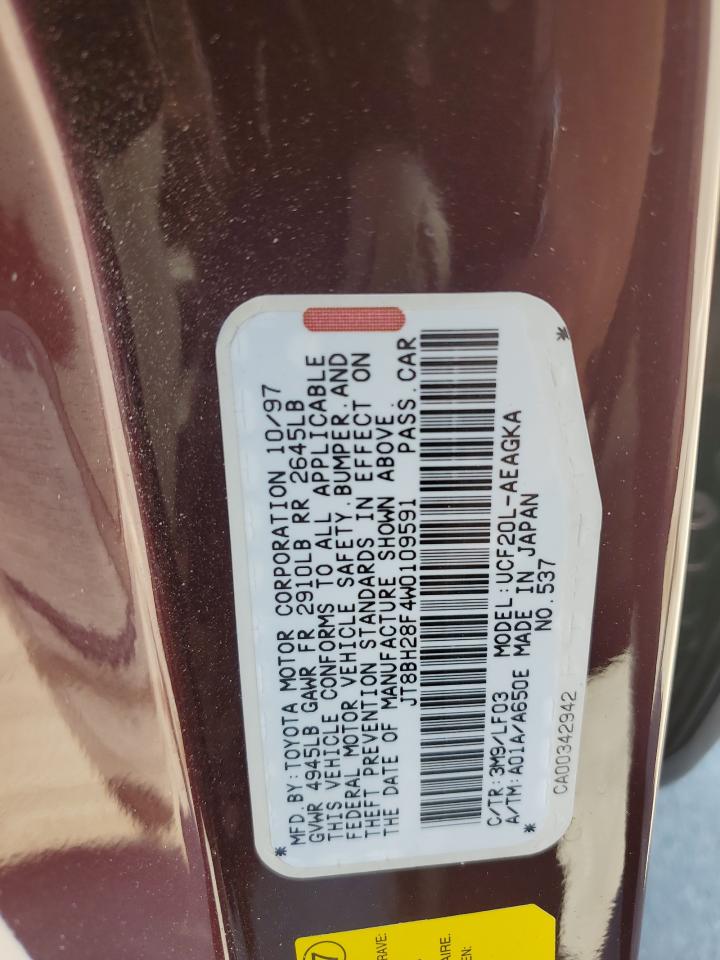 MFD.BY:TOYOTA MOTOR CORPORATION 10/97
GVWR 4945LB GAWR FR 2910LB RR 2645LB
THIS VEHICLE CONFORMS TO ALL APPLICABLE
FEDERAL MOTOR VEHICLE SAFETY,BUMPER,AND
THEFT PREVENTION STANDARDS IN EFFECT ON
THE DATE OF MANUFACTURE SHOWN ABOVE.
JT8BH28F4W0109591 PASS.CAR
C/TR:3M9/LF03 MODEL:UCF20L-AEAGKA
A/TM:A01A/A650E MADE IN JAPAN
NO.537
CA00342942